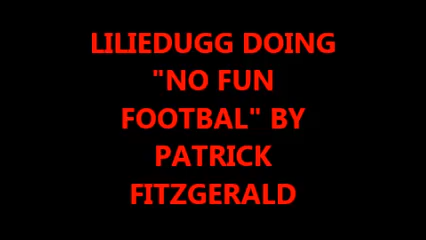 LILIEDUGG DOING
"NO FUN
FOOTBAL" BY
PATRICK
FITZGERALD